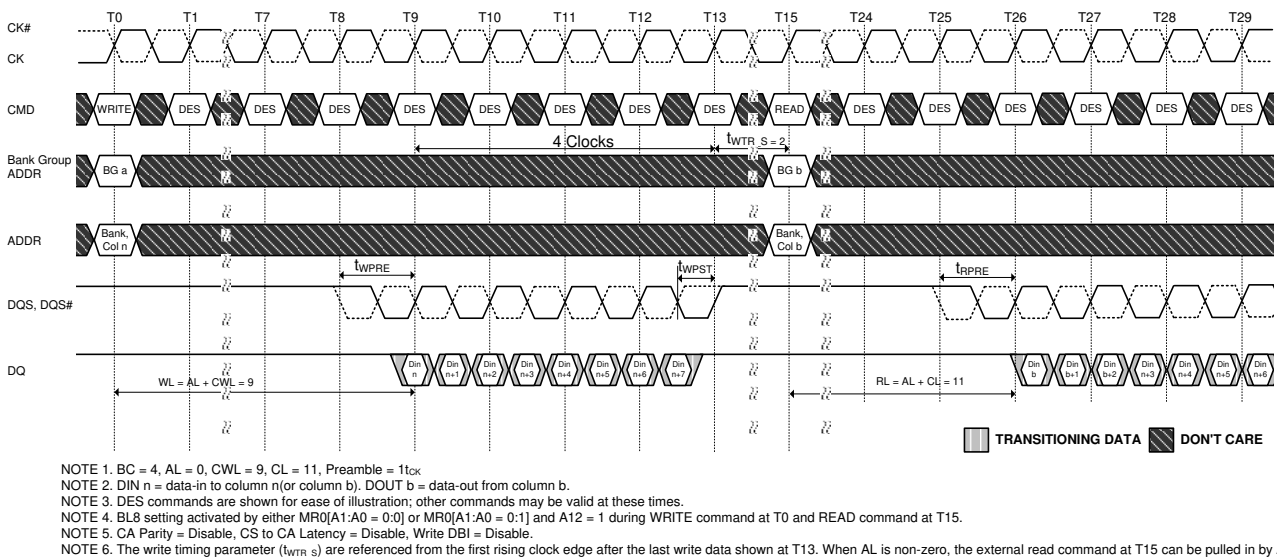 T0 T1 T7 T8 T9 T10 T11 T12 T13 T15 T24 T25 T26 T27 T28 T29
CK#
CK
CMD WRITE DES DES DES DES DES DES DES DES READ DES DES DES DES DES DES
4 Clocks tWTR_S = 2
Bank Group
ADDR
BG a BG b
ADDR
Bank,
Col n
Bank,
Col b
tWPRE tWPST tRPRE
DQS, DQS#
DQ
Din
n
Din
n+1
Din
n+2
Din
n+3
Din
n+4
Din
n+5
Din
n+6
Din
n+7
Din
b
Din
b+1
Din
b+2
Din
n+3
Din
n+4
Din
n+5
Din
n+6
WL = AL + CWL = 9 RL = AL + CL = 11
TRANSITIONING DATA DON'T CARE
NOTE 1. BC = 4, AL = 0, CWL = 9, CL = 11, Preamble = 1tCK
NOTE 2. DIN n = data-in to column n(or column b). DOUT b = data-out from column b.
NOTE 3. DES commands are shown for ease of illustration; other commands may be valid at these times.
NOTE 4. BL8 setting activated by either MR0[A1:A0 = 0:0] or MR0[A1:A0 = 0:1] and A12 = 1 during WRITE command at T0 and READ command at T15.
NOTE 5. CA Parity = Disable, CS to CA Latency = Disable, Write DBI = Disable.
NOTE 6. The write timing parameter (tWTR_S) are referenced from the first rising clock edge after the last write data shown at T13. When AL is non-zero, the external read command at T15 can be pulled in by